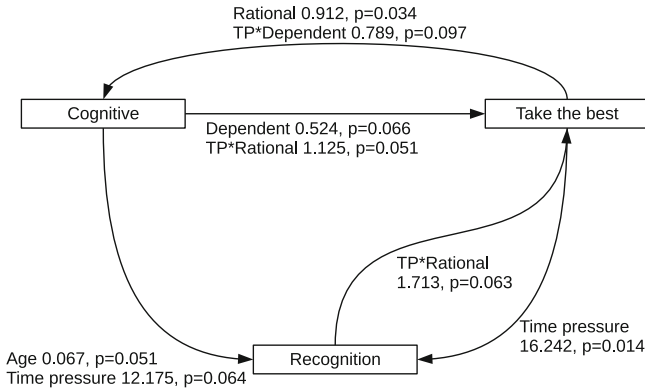 Rational 0.912, p=0.034
TP*Dependent 0.789, p=0.097
Cognitive
Take the best
Dependent 0.524, p=0.066
TP*Rational 1.125, p=0.051
TP*Rational
1.713, p=0.063
Time pressure
16.242, p=0.014
Age 0.067, p=0.051
Time pressure 12.175, p=0.064
Recognition